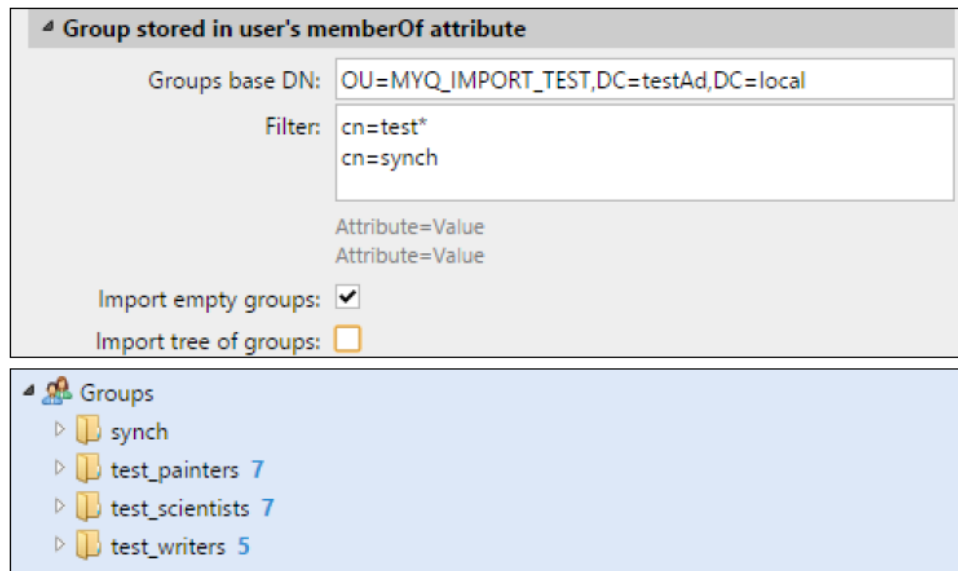 Group stored in user's memberOf attribute
Groups base DN: OU=MYQ_IMPORT_TEST,DC=testAd,DC=local
Filter: cn=test*
cn=synch
Attribute=Value
Attribute=Value
Import empty groups:
Import tree of groups:
Groups
synch
test_painters 7
test_scientists 7
test_writers 5